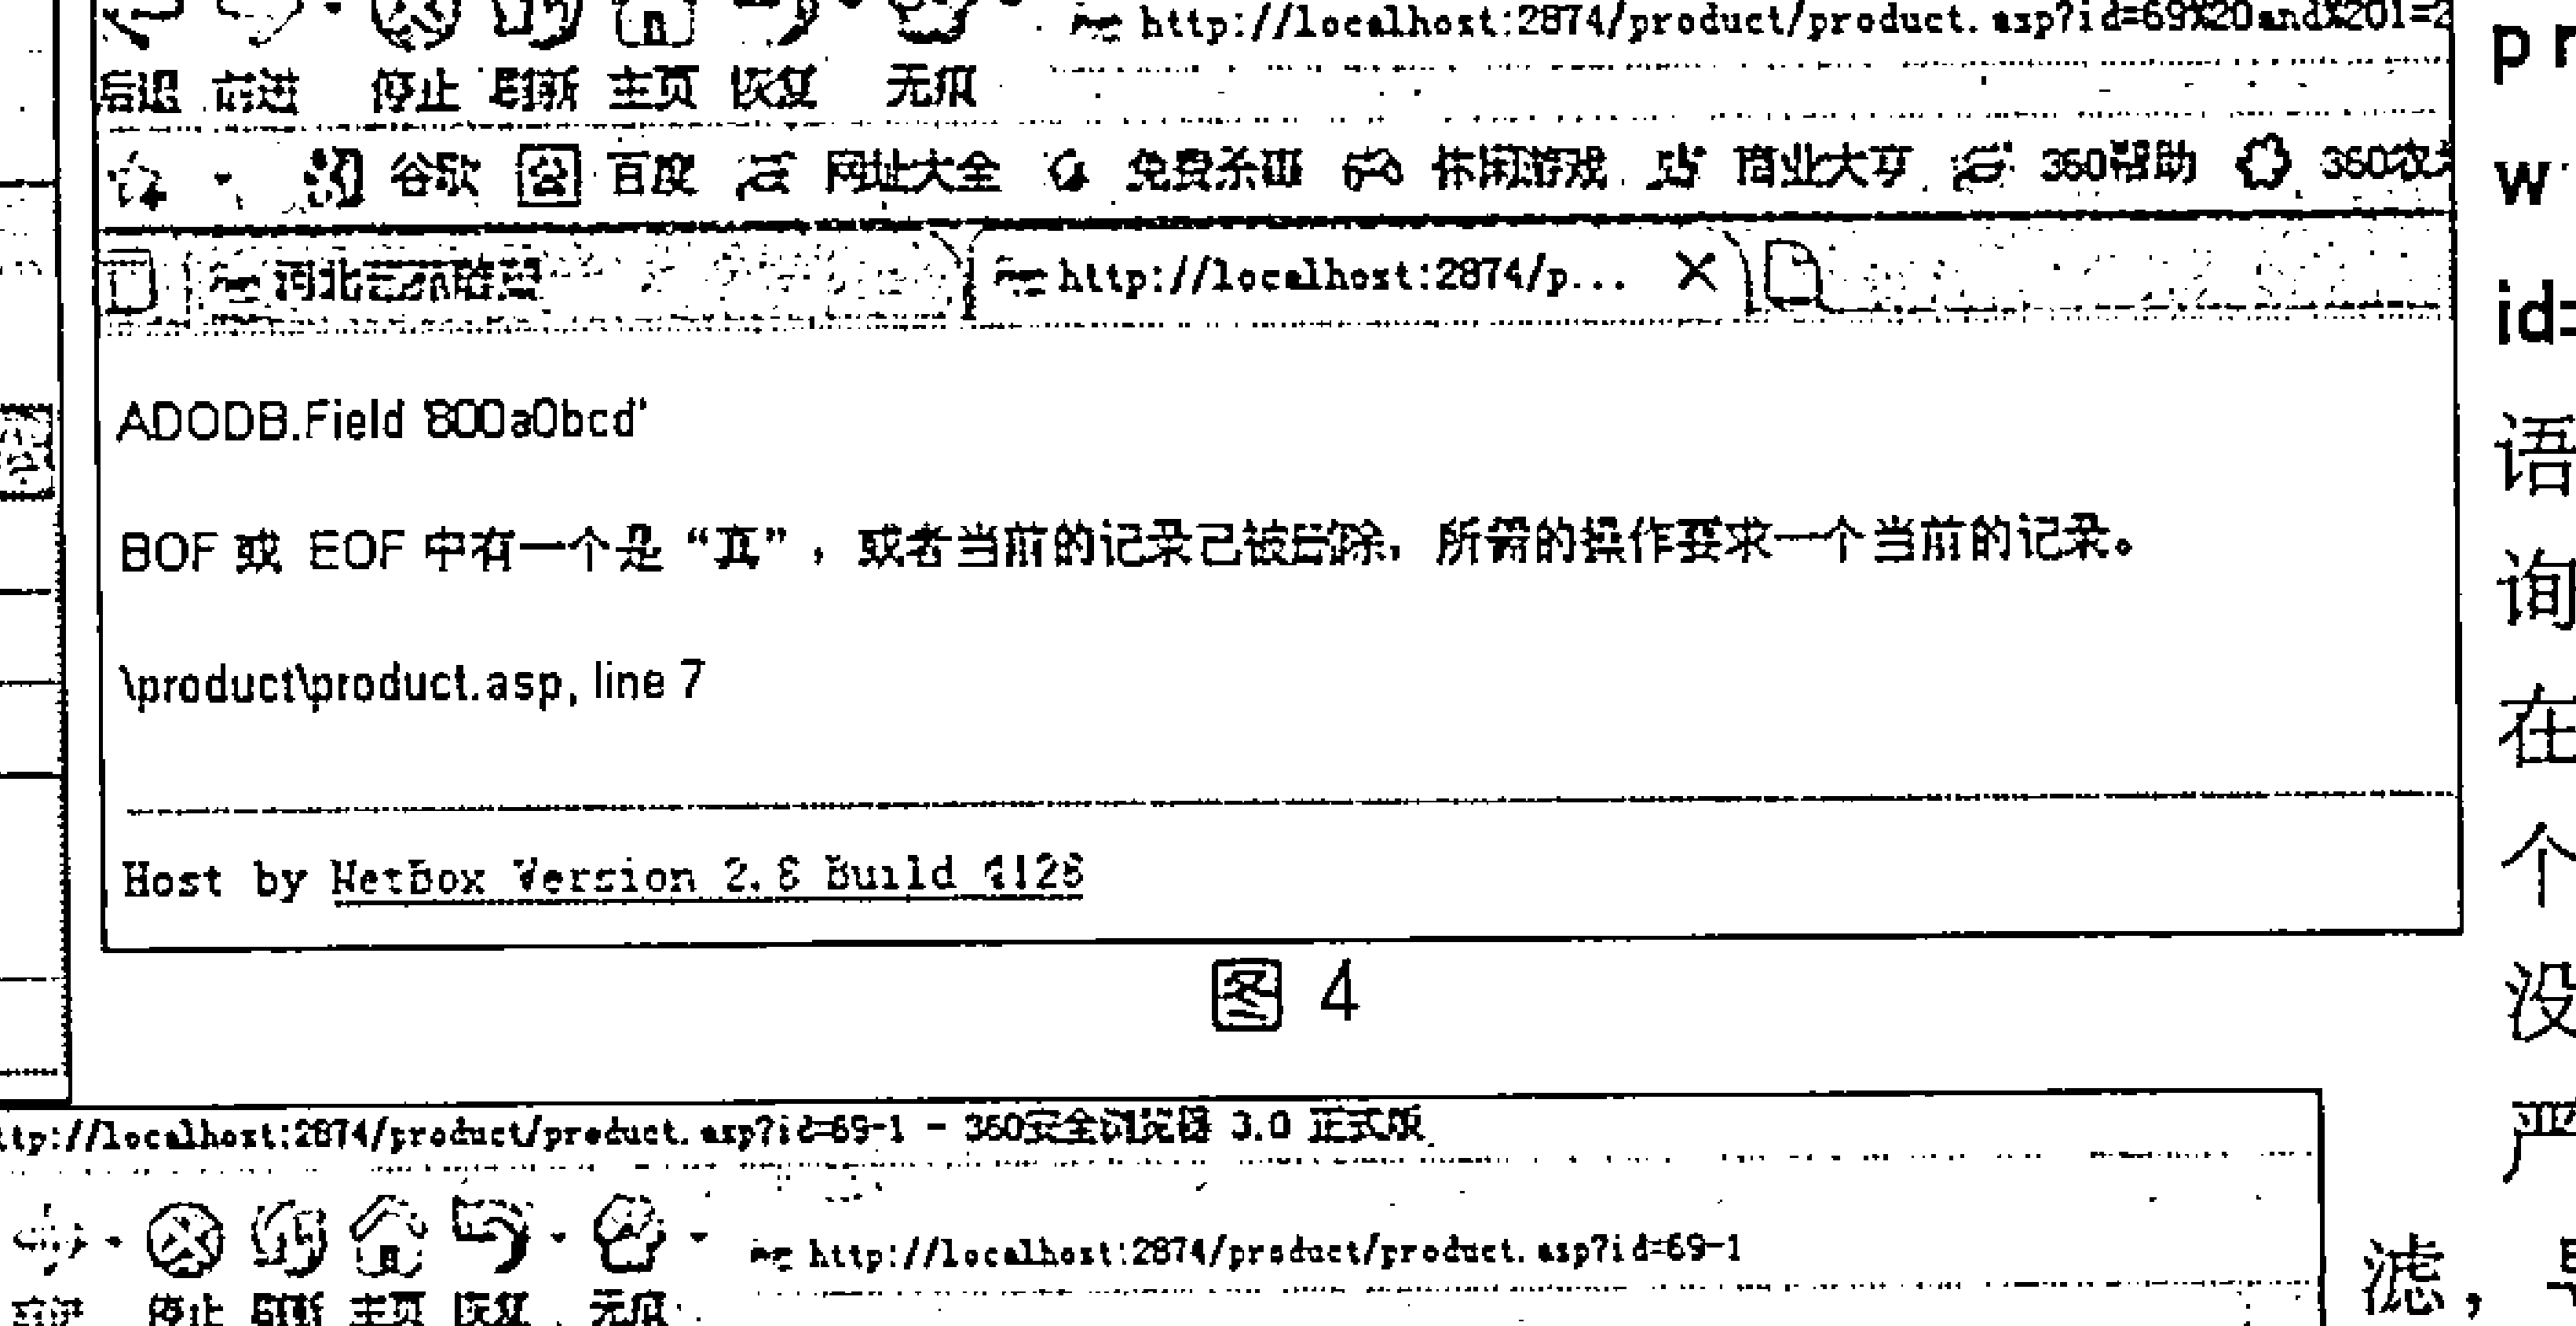 http://localhost:2874/product/product.asp?id=69%20and%201=2
后退 前进 停止 刷新 主页 恢复 无痕
谷歌 百度 网址大全 免费杀毒 休闲游戏 商业大亨 360帮助
http://localhost:2874/p...
ADODB.Field '800a0bcd'
BOF 或 EOF 中有一个是“真”，或者当前的记录已被删除，所需的操作要求一个当前的记录。
\product\product.asp, line 7
Host by NetBox Version 2.8 Build 4128
图 4
ttp://localhost:2874/product/product.asp?id=69-1 - 360安全浏览器 3.0 正式版
http://localhost:2874/product/product.asp?id=69-1
前进 停止 刷新 主页 恢复 无痕
p r
w
id=
语
询
在
个
没
严
滤，